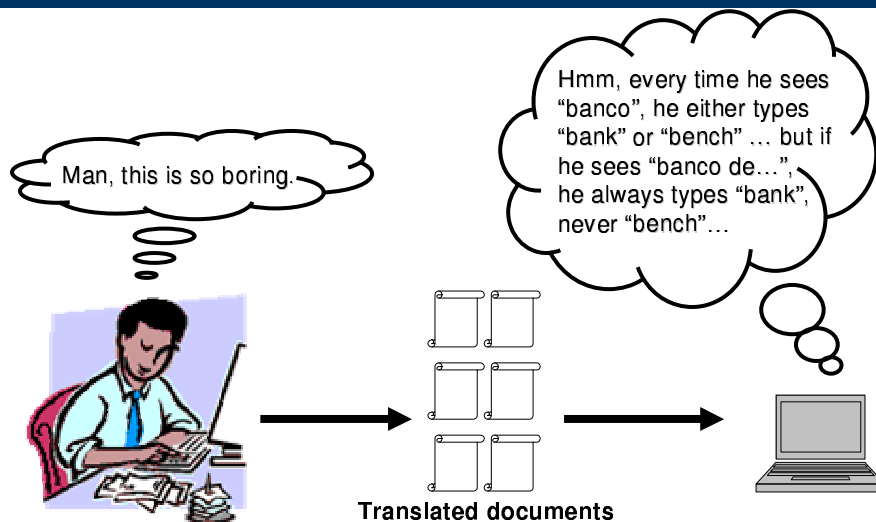 Man, this is so boring.
Hmm, every time he sees
“banco”, he either types
“bank” or “bench” … but if
he sees “banco de…”,
he always types “bank”,
never “bench”…
Translated documents